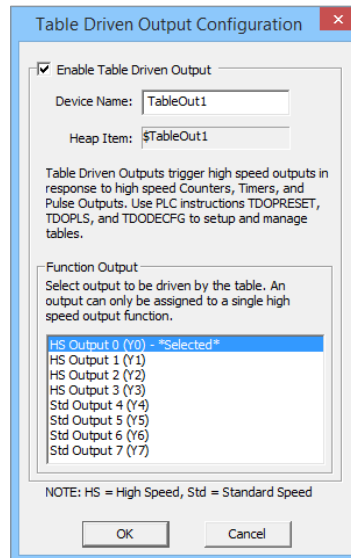 Table Driven Output Configuration
×
Enable Table Driven Output
Device Name: TableOut1
Heap Item: $TableOut1
Table Driven Outputs trigger high speed outputs in
response to high speed Counters, Timers, and
Pulse Outputs. Use PLC instructions TDOPRESET,
TDOPLS, and TDODECFG to setup and manage
tables.
Function Output
Select output to be driven by the table. An
output can only be assigned to a single high
speed output function.
HS Output 0 (Y0) - *Selected*
HS Output 1 (Y1)
HS Output 2 (Y2)
HS Output 3 (Y3)
Std Output 4 (Y4)
Std Output 5 (Y5)
Std Output 6 (Y6)
Std Output 7 (Y7)
NOTE: HS = High Speed, Std = Standard Speed
OK Cancel